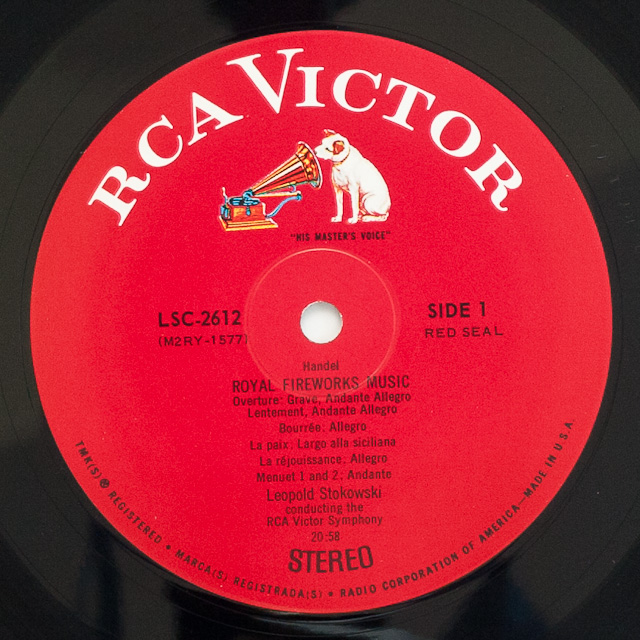 RCA VICTOR
"HIS MASTER'S VOICE"
LSC-2612
(M2RY-1577)
SIDE 1
RED SEAL
Handel
ROYAL FIREWORKS MUSIC
Overture: Grave, Andante Allegro
Lentement, Andante Allegro
Bourrée: Allegro
La paix: Largo alla siciliana
La réjouissance: Allegro
Menuet 1 and 2: Andante
Leopold Stokowski
conducting the
RCA Victor Symphony
20:58
STEREO
TMK(S) ® REGISTERED • MARCA(S) REGISTRADA(S) • RADIO CORPORATION OF AMERICA—MADE IN U.S.A.